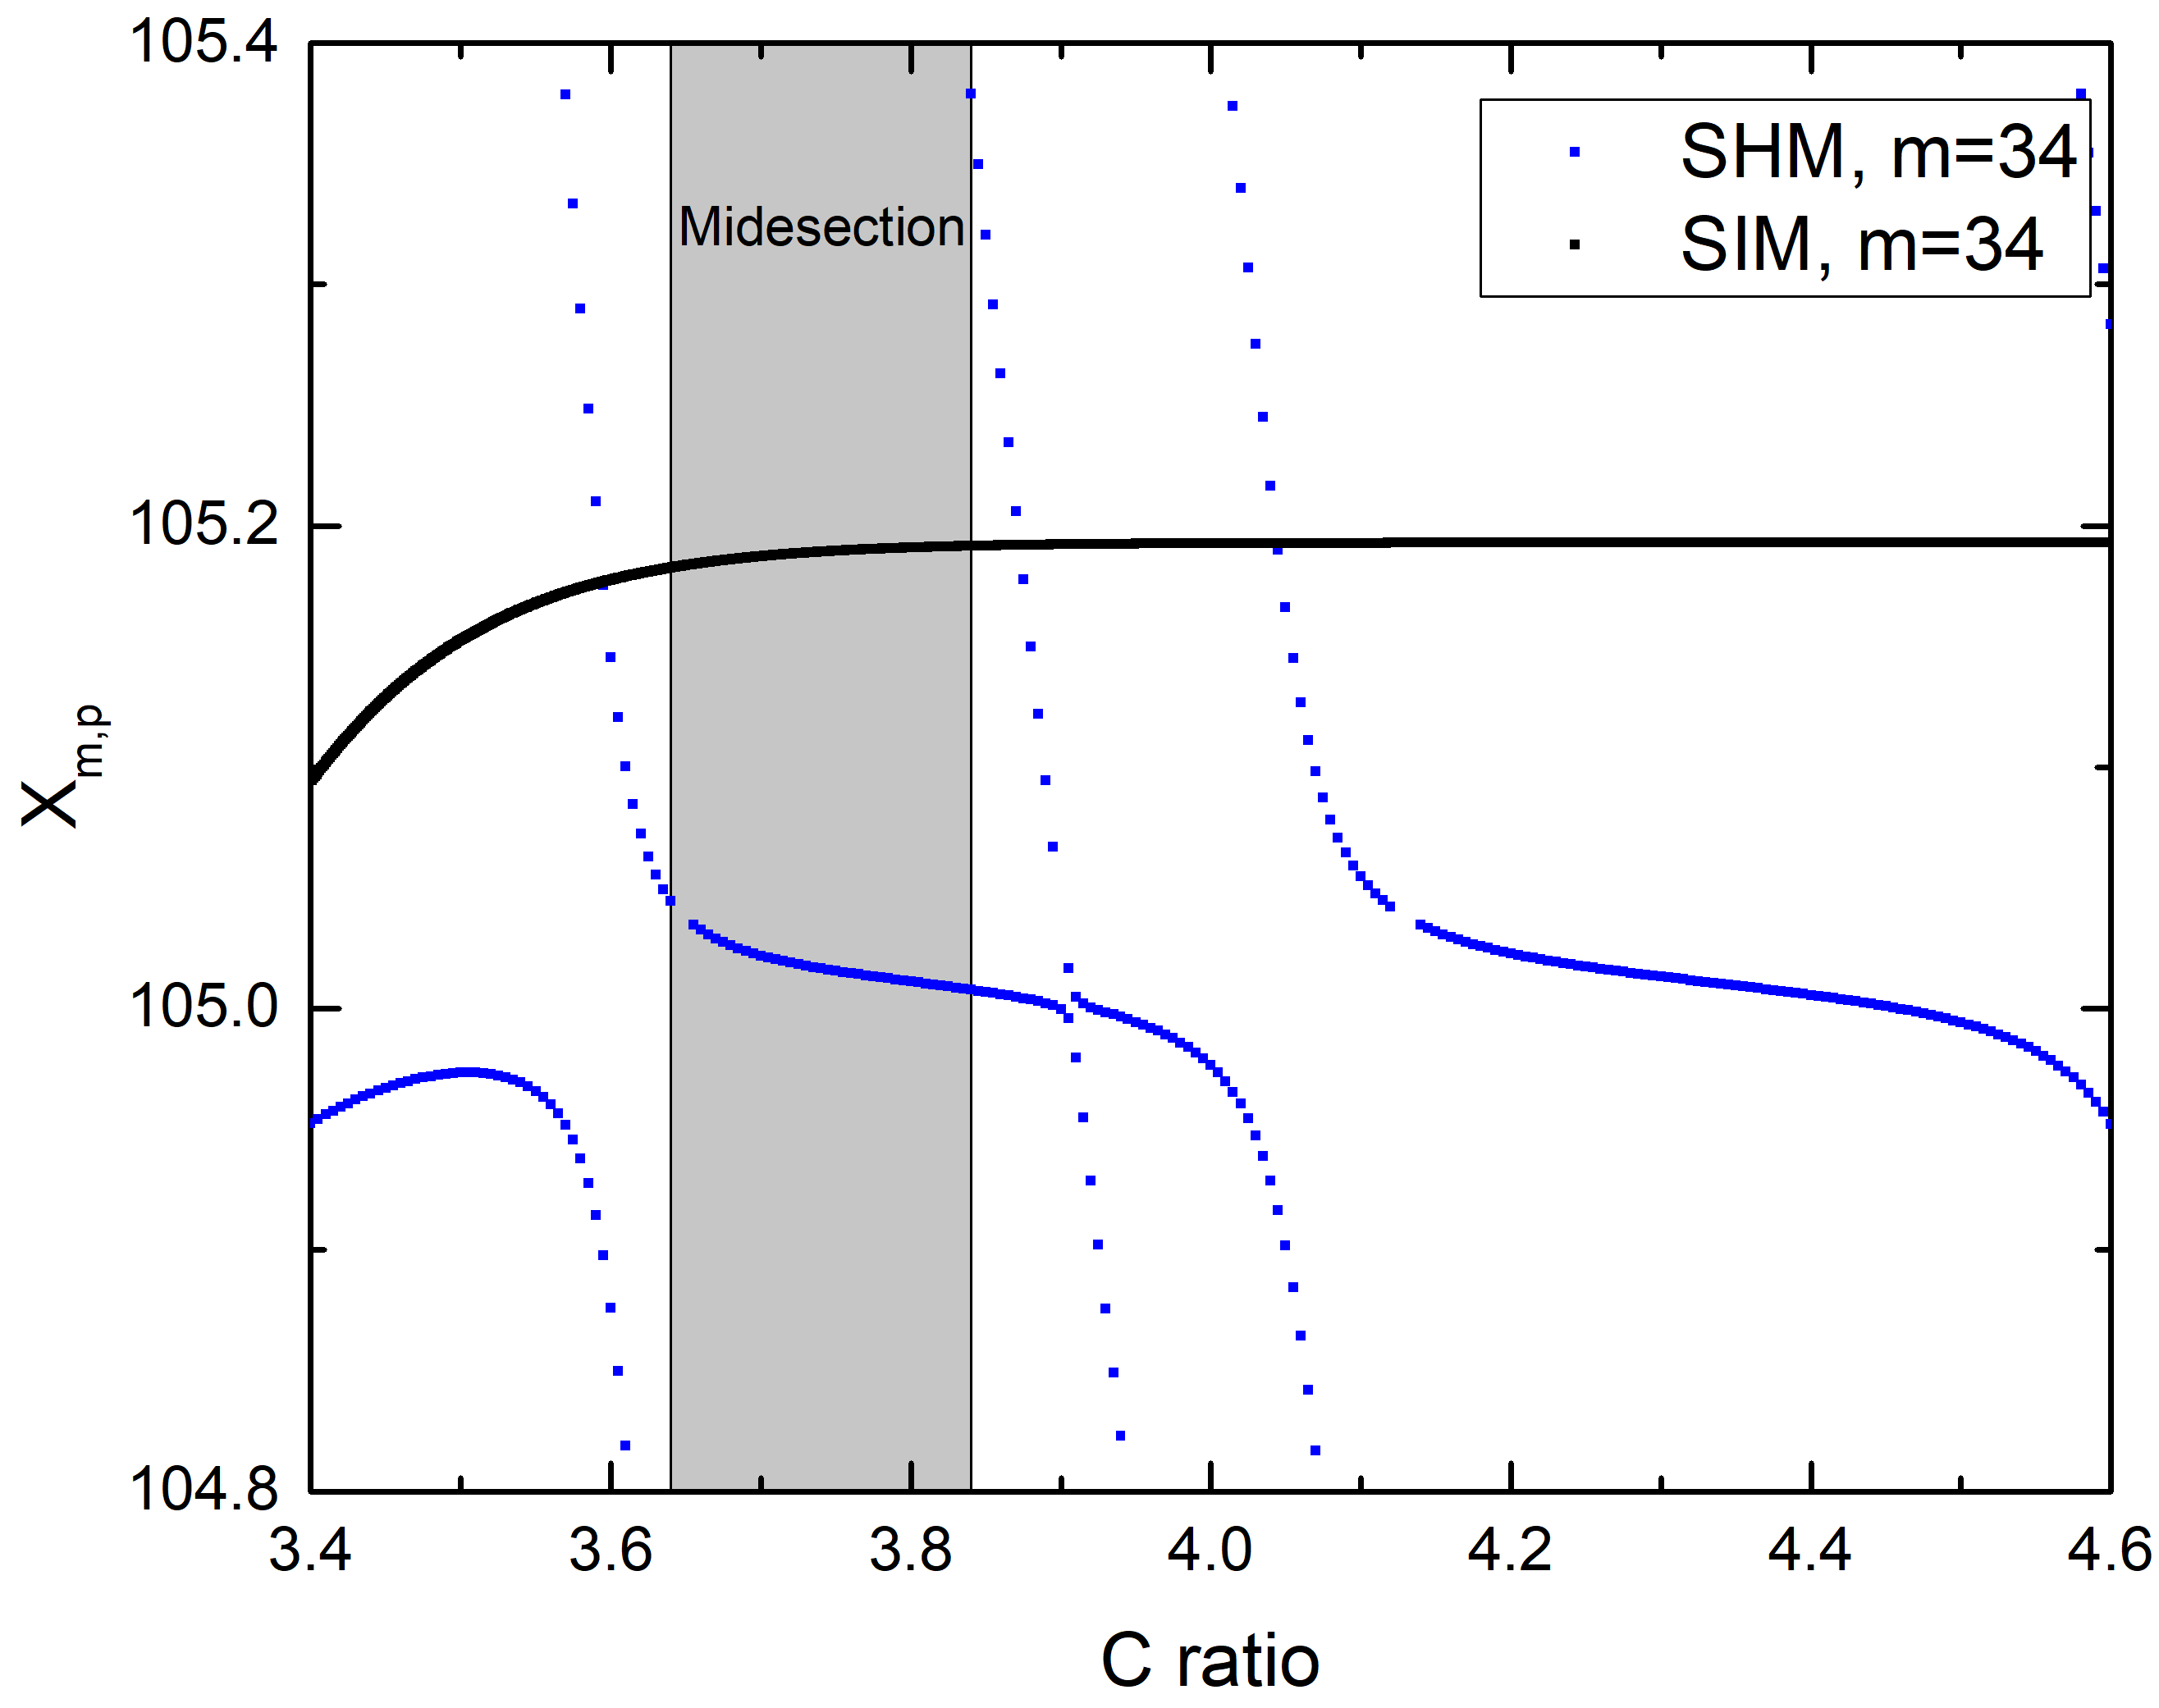 105.4
105.2
105.0
104.8
X_m,p
Midesection
SHM, m=34
SIM, m=34
3.4 3.6 3.8 4.0 4.2 4.4 4.6
C ratio